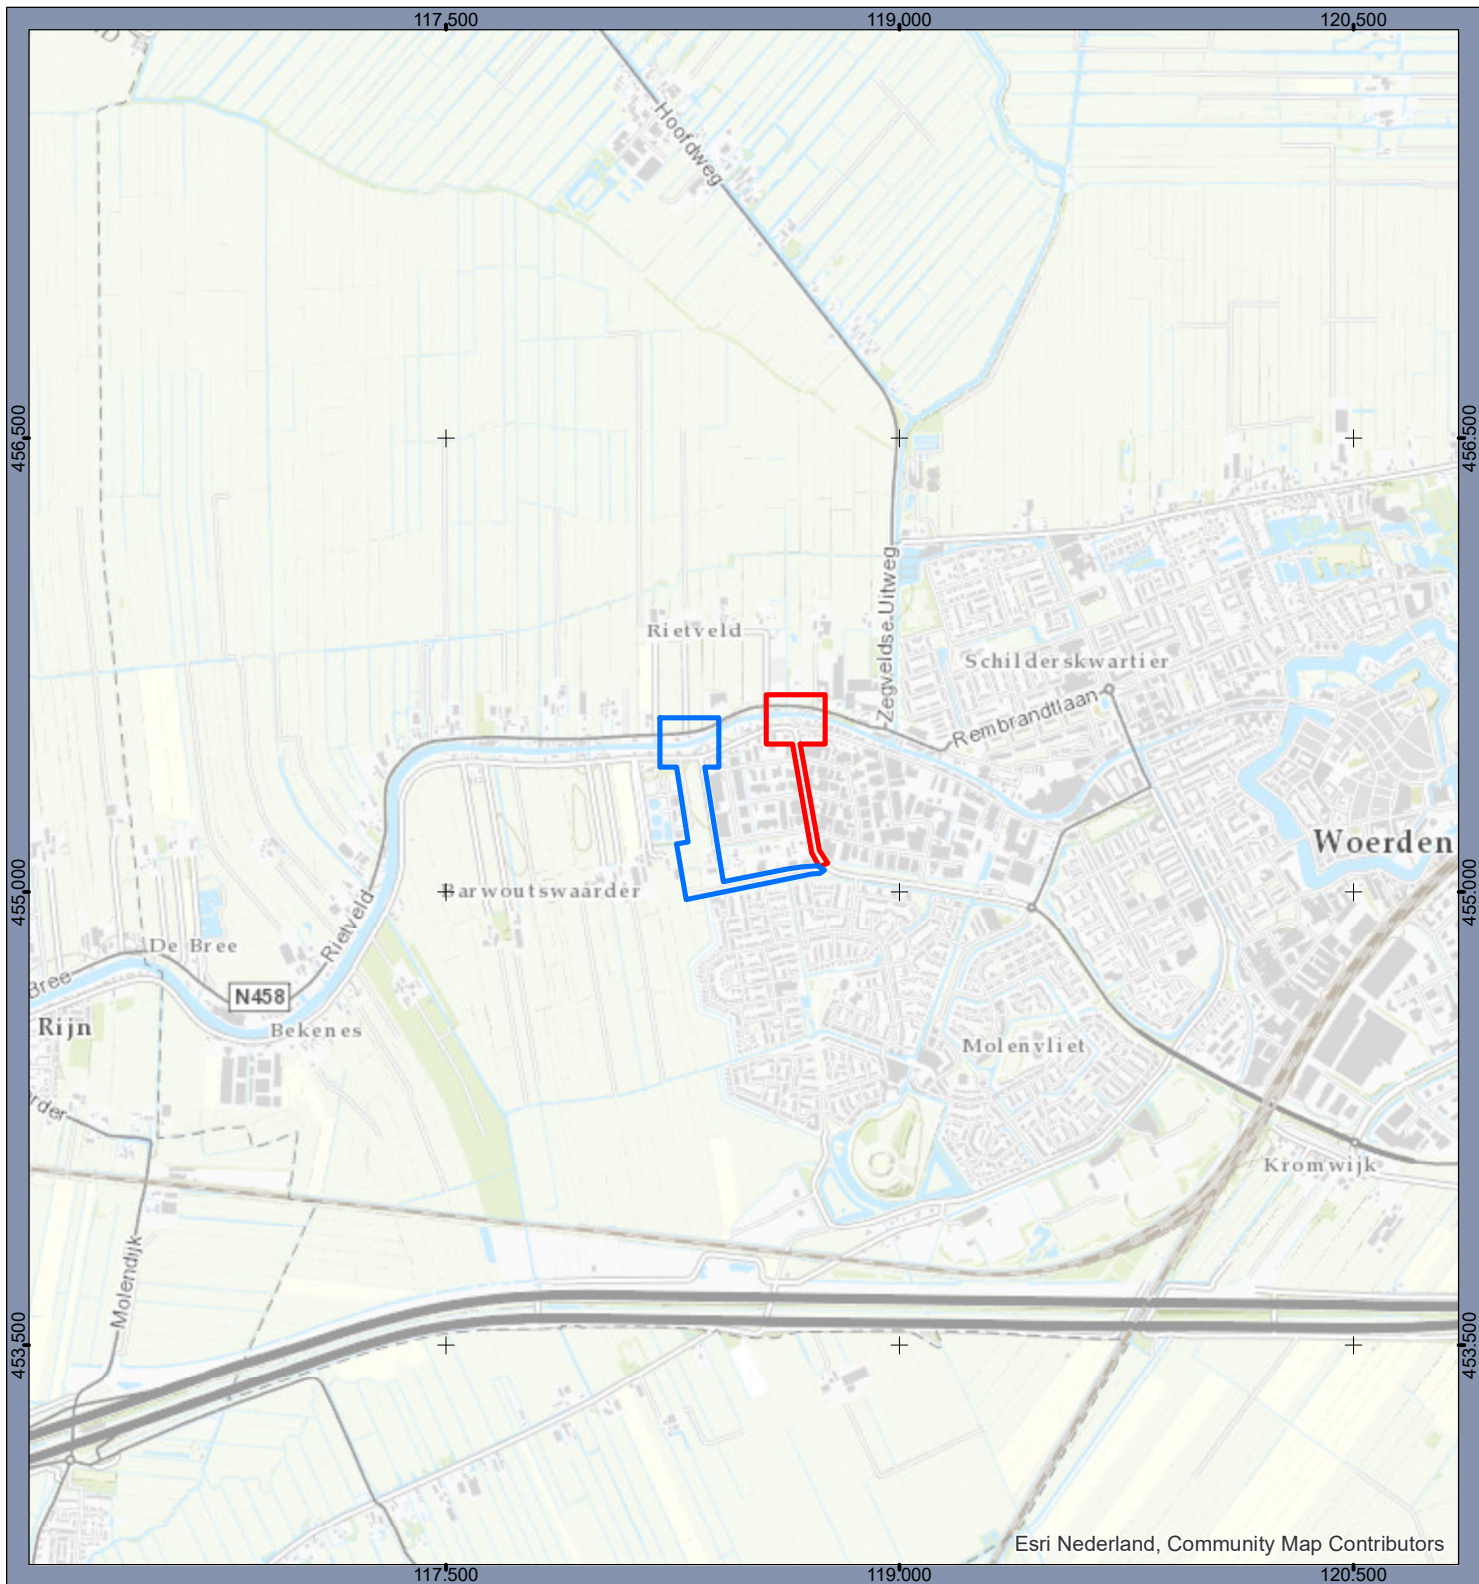 117.500
119.000
120.500
Hoofdweg
456.500
456.500
Zegveldse Uitweg
Rietveld
Schilderskwartier
Rembrandtlaan
Woerden
455.000
455.000
Barwoutswaarder
Rietveld
De Bree
Bree
N458
Rijn
Bekenes
Molenvliet
rder
Kromwijk
Molendijk
453.500
453.500
Esri Nederland, Community Map Contributors
117.500
119.000
120.500